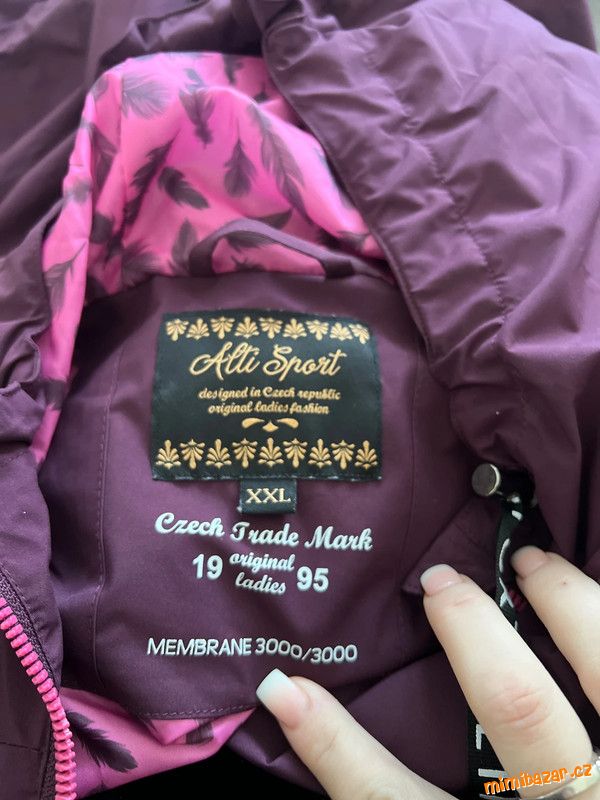 Alti Sport
designed in Czech republic
original ladies fashion
XXL
Czech Trade Mark
19 original ladies 95
MEMBRANE 3000/3000
mimibazar.cz